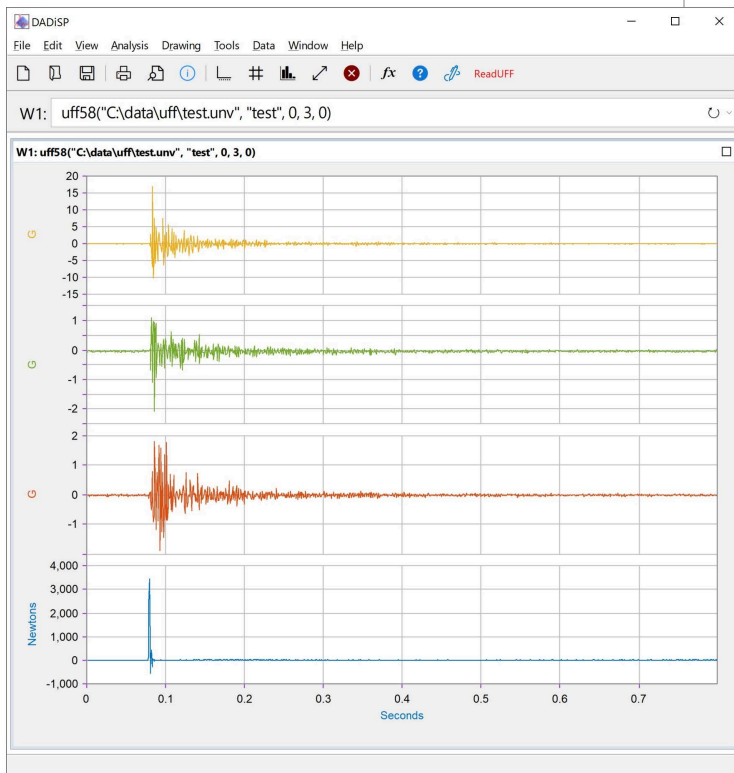 DADiSP
File Edit View Analysis Drawing Tools Data Window Help
fx ? ReadUFF
W1: uff58("C:\data\uff\test.unv", "test", 0, 3, 0)
W1: uff58("C:\data\uff\test.unv", "test", 0, 3, 0)
20
15
10
5
0
-5
-10
-15
G
1
0
-1
-2
G
2
1
0
-1
G
4,000
3,000
2,000
1,000
0
-1,000
Newtons
0 0.1 0.2 0.3 0.4 0.5 0.6 0.7
Seconds